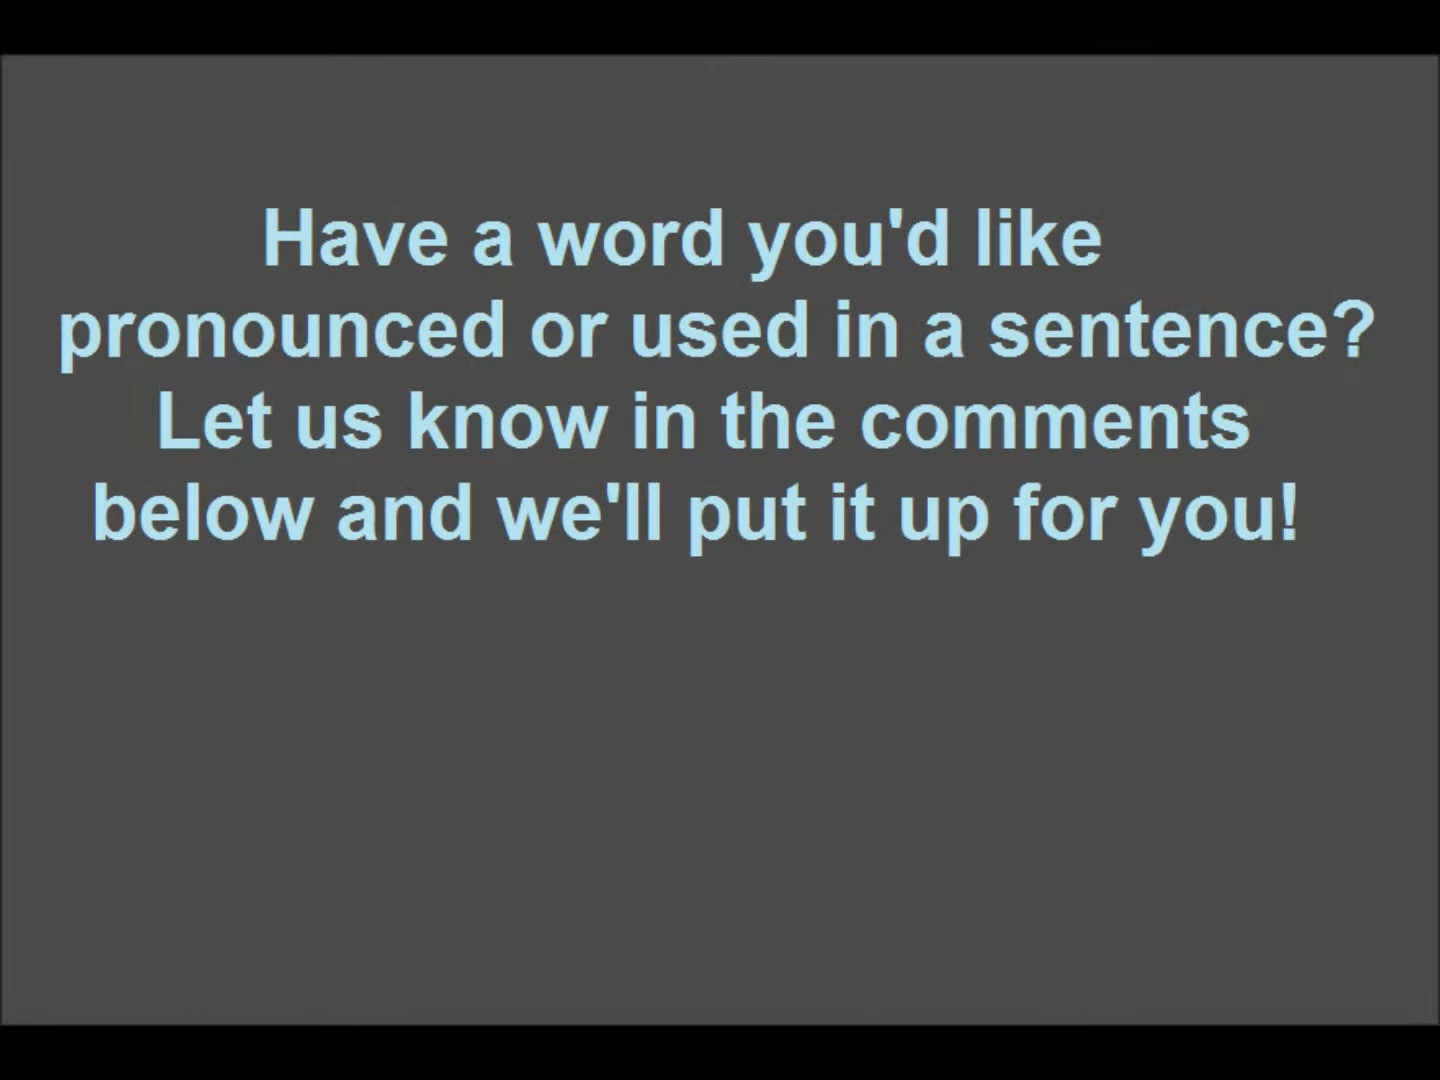 Have a word you'd like
pronounced or used in a sentence?
Let us know in the comments
below and we'll put it up for you!